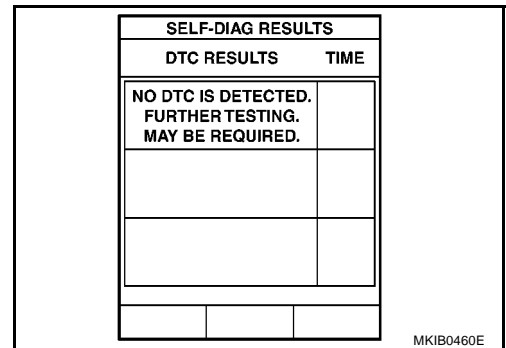 SELF-DIAG RESULTS
DTC RESULTS TIME
NO DTC IS DETECTED.
FURTHER TESTING.
MAY BE REQUIRED.
MKIB0460E